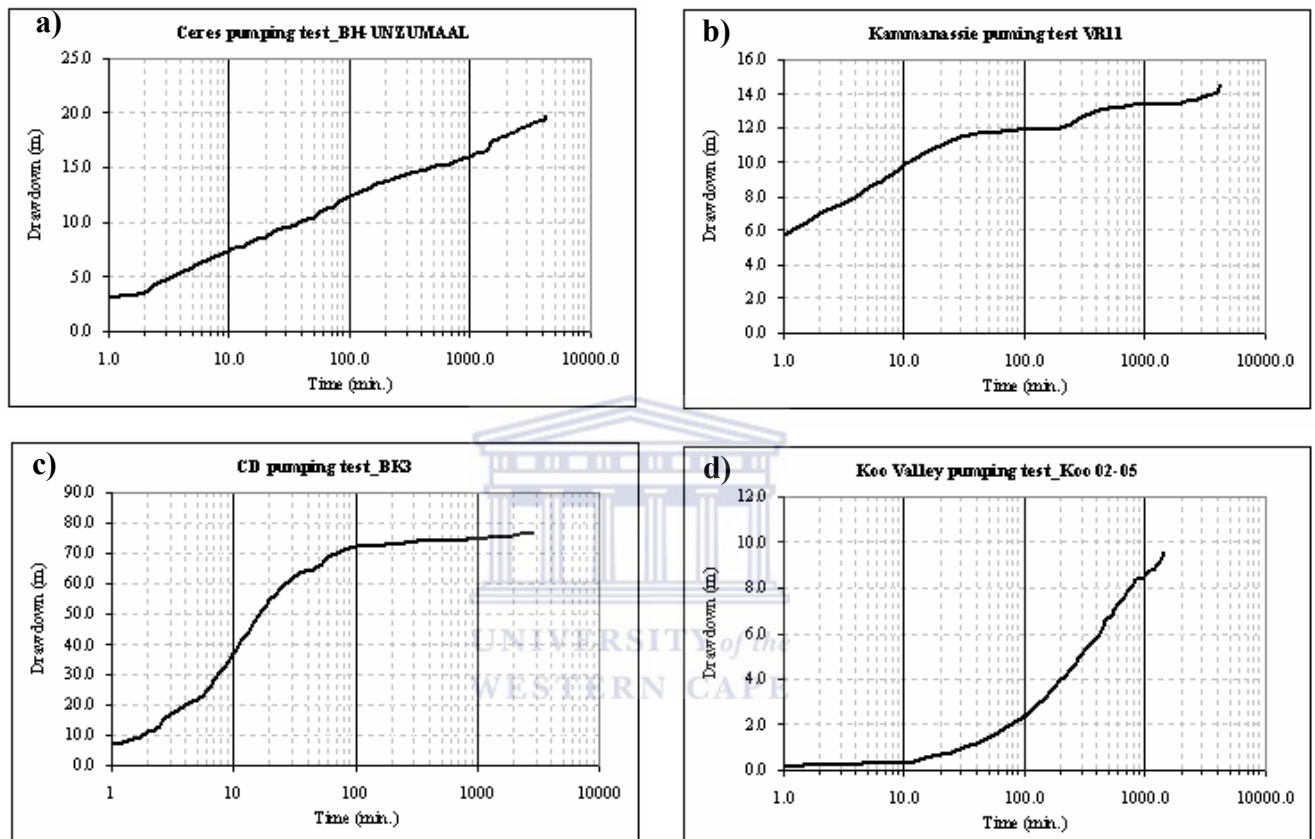 a)
Ceres pumping test_BH-UNZUMAAL
25.0
20.0
15.0
10.0
5.0
0.0
Drawdown (m)
1.0 10.0 100.0 1000.0 10000.0
Time (min.)
b)
Kammanassie puming test VR11
16.0
14.0
12.0
10.0
8.0
6.0
4.0
2.0
0.0
Drawdown (m)
1.0 10.0 100.0 1000.0 10000.0
Time (min.)
c)
CD pumping test_BK3
90.0
80.0
70.0
60.0
50.0
40.0
30.0
20.0
10.0
0.0
Drawdown (m)
1 10 100 1000 10000
Time (min.)
d)
Koo Valley pumping test_Koo 02-05
12.0
10.0
8.0
6.0
4.0
2.0
0.0
Drawdown (m)
1.0 10.0 100.0 1000.0 10000.0
Time (min.)
UNIVERSITY of the
WESTERN CAPE